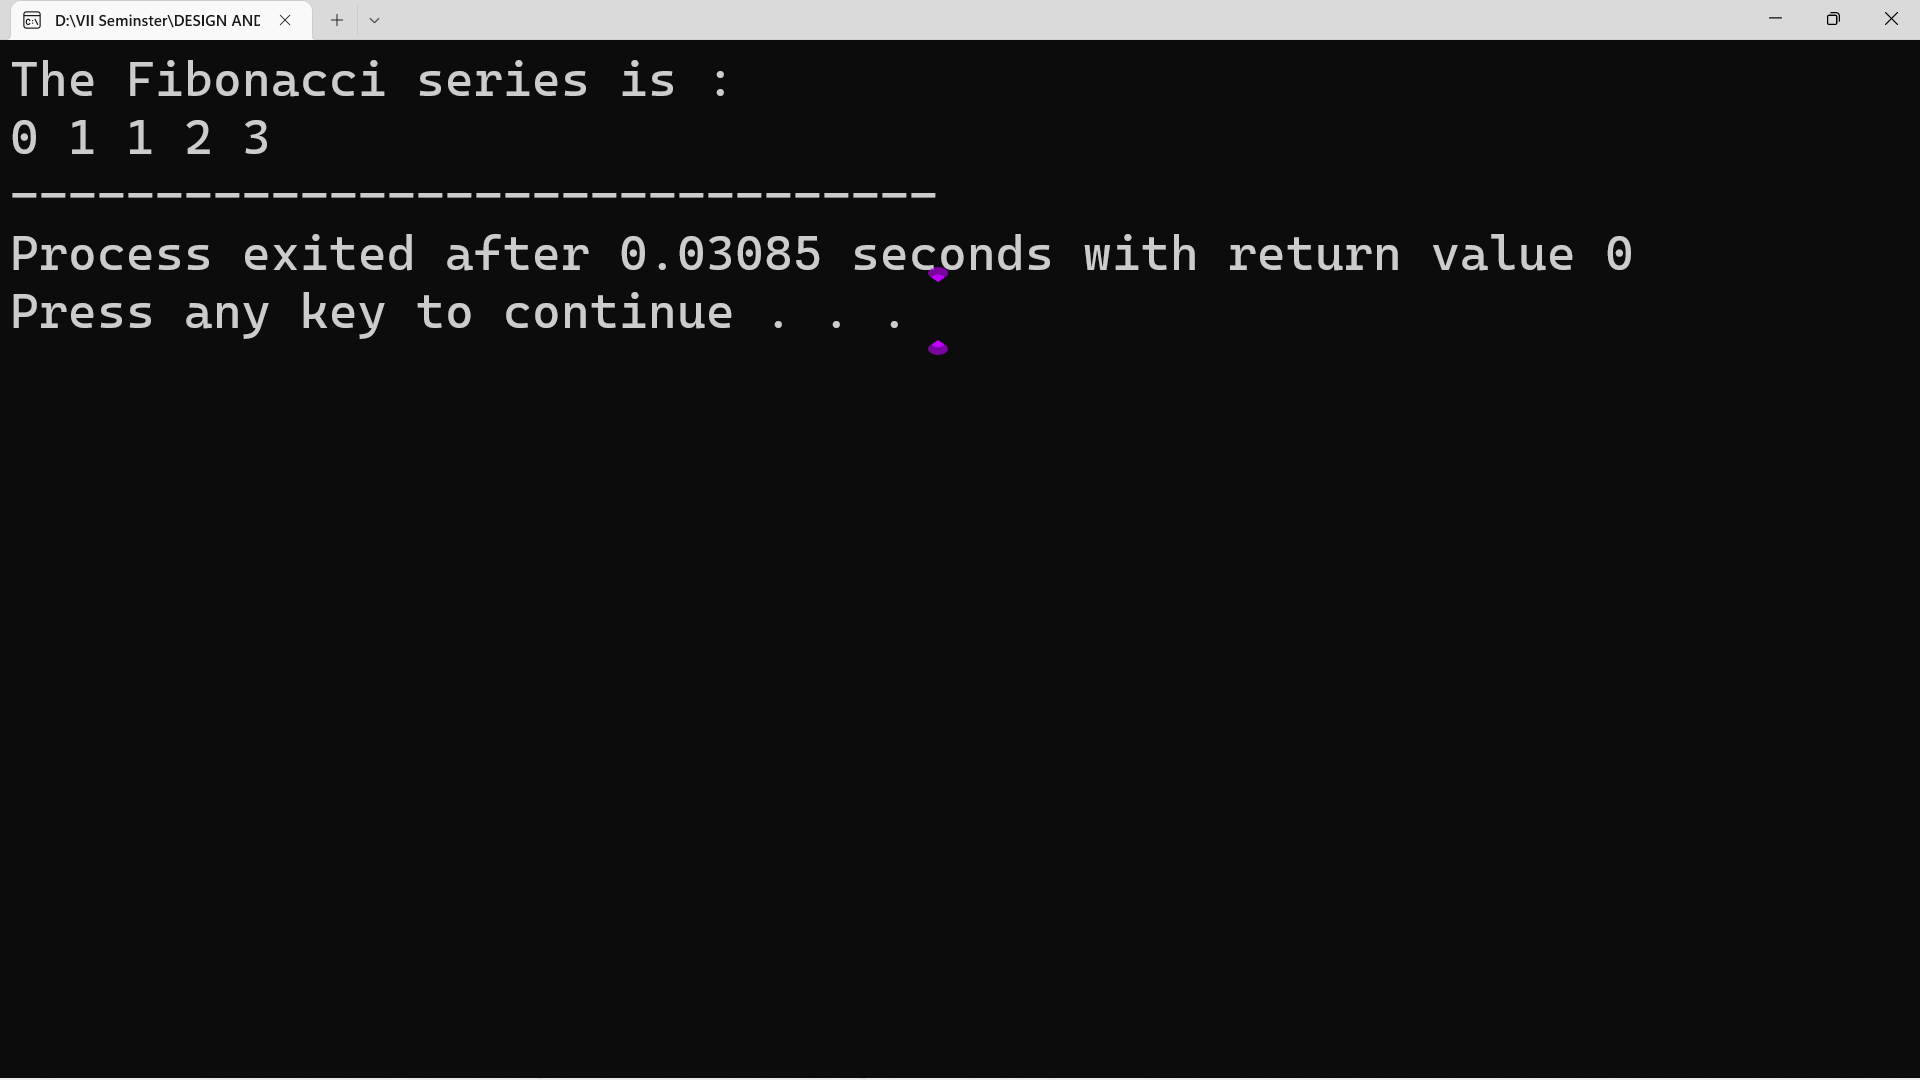 D:\VII Seminster\DESIGN AND
The Fibonacci series is :
0 1 1 2 3
--------------------------------
Process exited after 0.03085 seconds with return value 0
Press any key to continue . . .